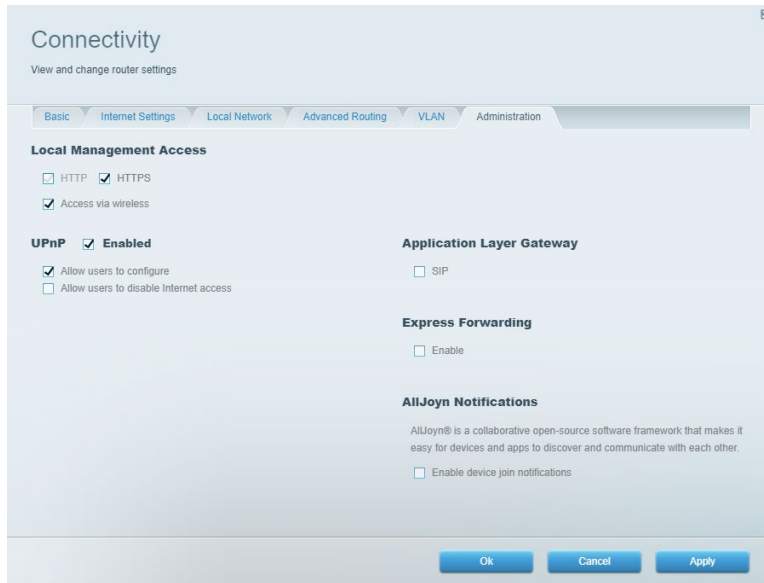 Connectivity
View and change router settings
Basic
Internet Settings
Local Network
Advanced Routing
VLAN
Administration
Local Management Access
HTTP
HTTPS
Access via wireless
UPnP
Enabled
Allow users to configure
Allow users to disable Internet access
Application Layer Gateway
SIP
Express Forwarding
Enable
AllJoyn Notifications
AllJoyn® is a collaborative open-source software framework that makes it
easy for devices and apps to discover and communicate with each other.
Enable device join notifications
Ok
Cancel
Apply